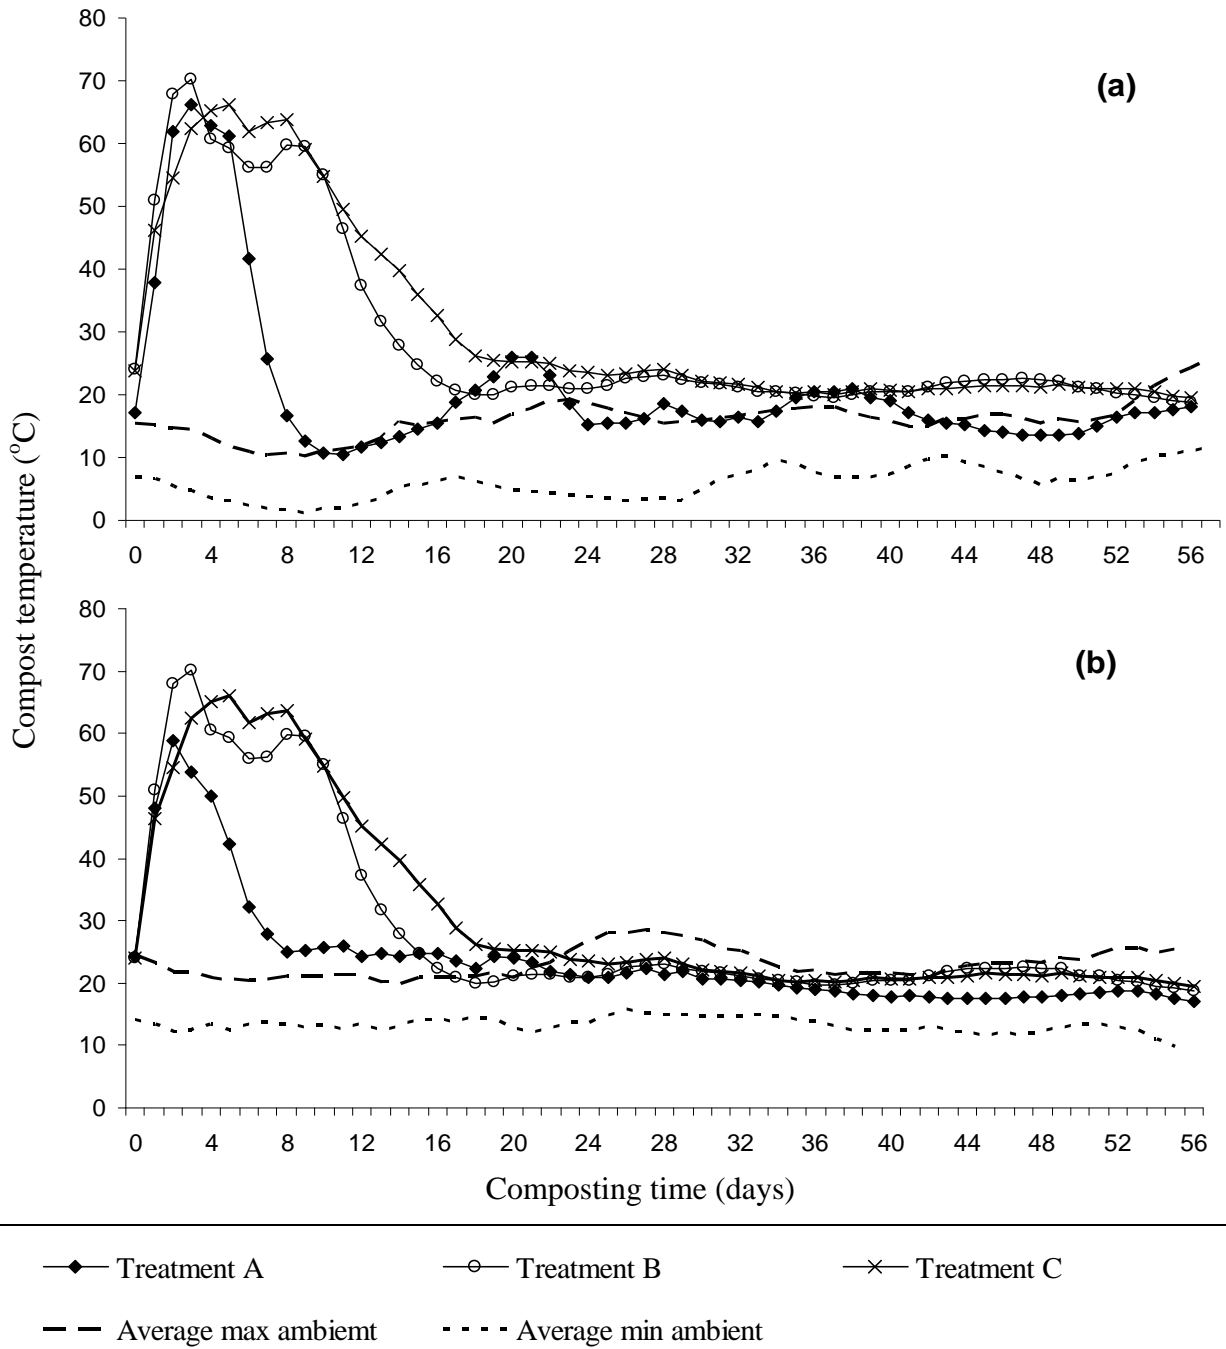 80
70
60
50
40
30
20
10
0
(a)
0 4 8 12 16 20 24 28 32 36 40 44 48 52 56
Compost temperature (°C)
80
70
60
50
40
30
20
10
0
(b)
0 4 8 12 16 20 24 28 32 36 40 44 48 52 56
Composting time (days)
Treatment A Treatment B Treatment C
Average max ambiemt Average min ambient